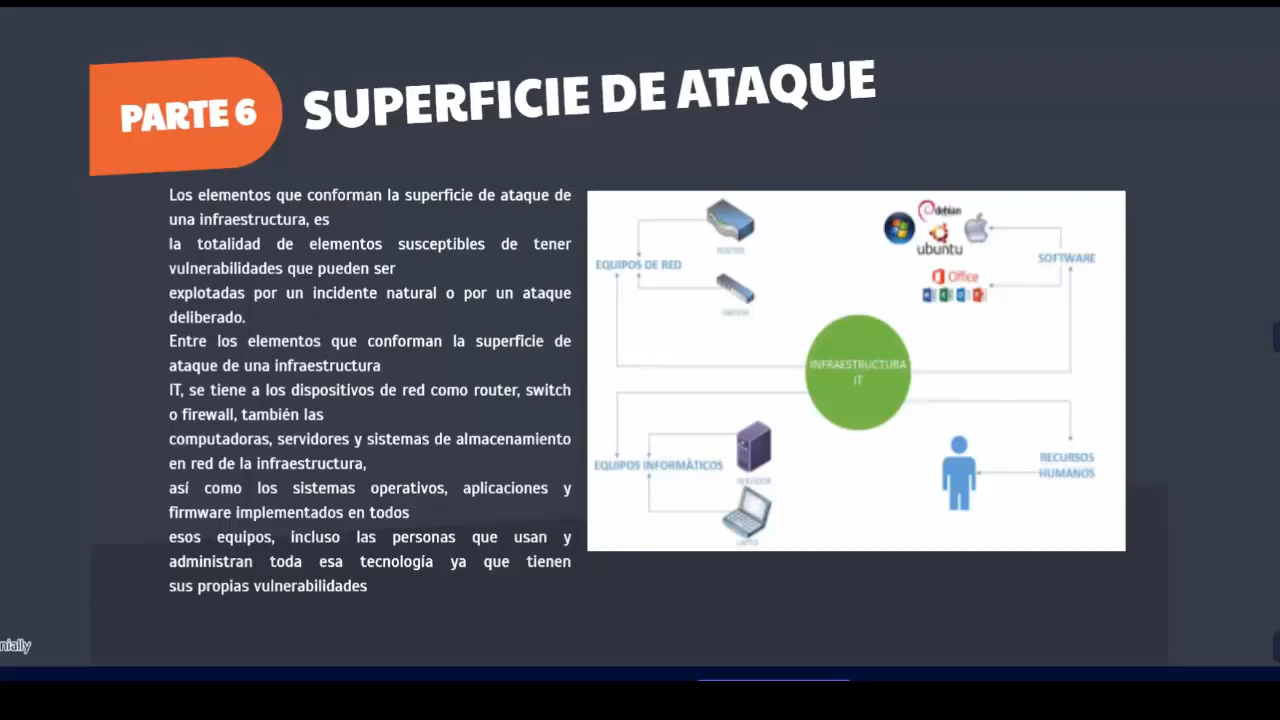 PARTE 6
SUPERFICIE DE ATAQUE
Los elementos que conforman la superficie de ataque de
una infraestructura, es
la totalidad de elementos susceptibles de tener
vulnerabilidades que pueden ser
explotadas por un incidente natural o por un ataque
deliberado.
Entre los elementos que conforman la superficie de
ataque de una infraestructura
IT, se tiene a los dispositivos de red como router, switch
o firewall, también las
computadoras, servidores y sistemas de almacenamiento
en red de la infraestructura,
así como los sistemas operativos, aplicaciones y
firmware implementados en todos
esos equipos, incluso las personas que usan y
administran toda esa tecnología ya que tienen
sus propias vulnerabilidades
ROUTER
EQUIPOS DE RED
debian
ubuntu
Office
SOFTWARE
INFRAESTRUCTURA
IT
EQUIPOS INFORMÀTICOS
SERVIDOR
RECURSOS
HUMANOS
nially